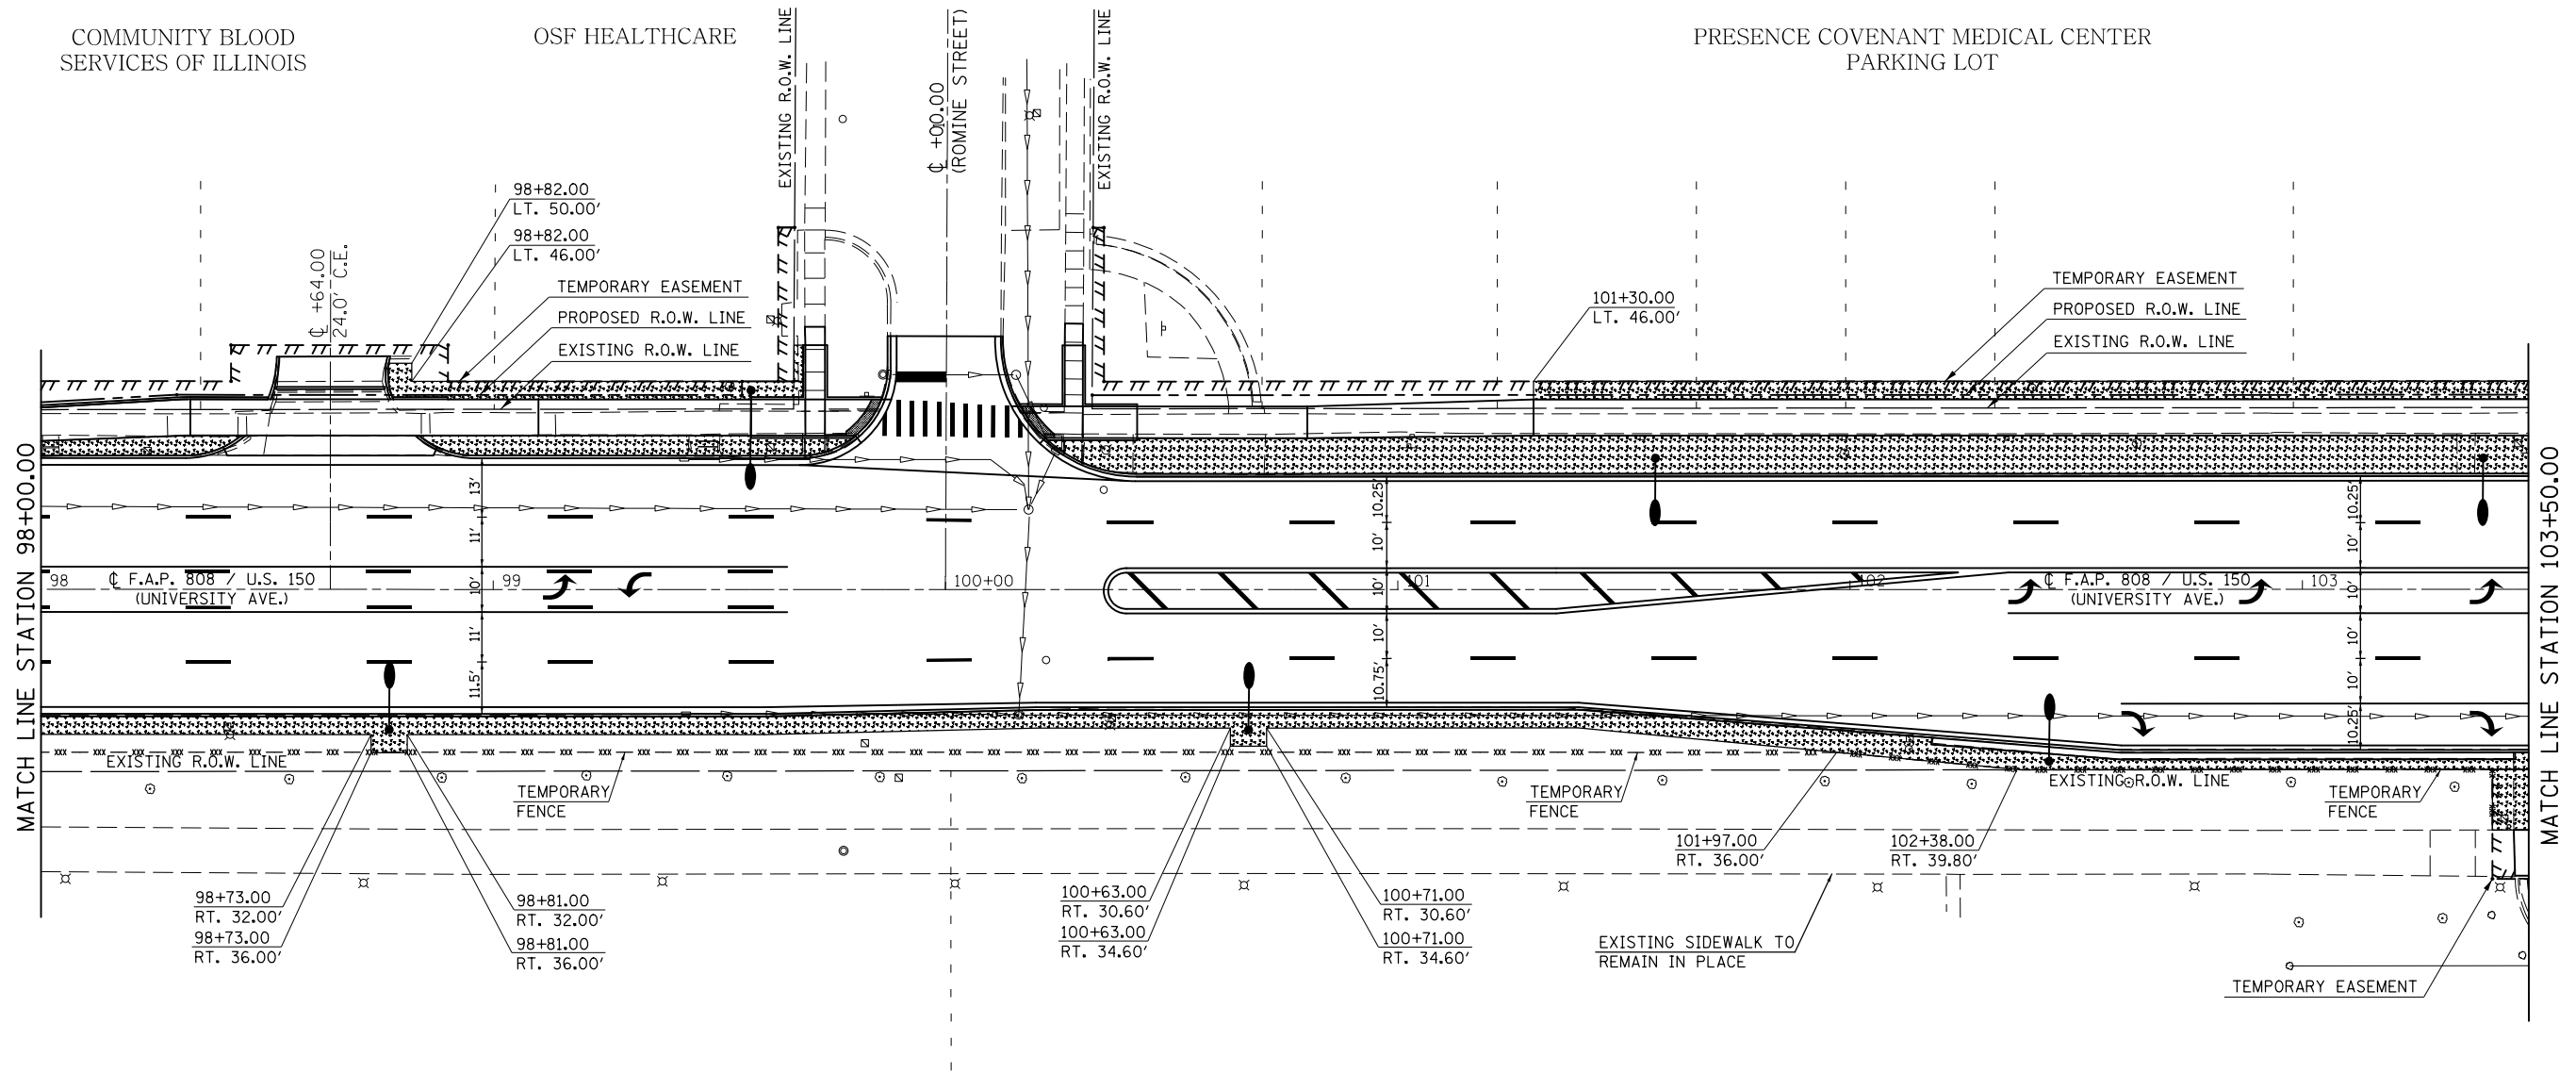 COMMUNITY BLOOD
SERVICES OF ILLINOIS
OSF HEALTHCARE
EXISTING R.O.W. LINE
℄ +00.00
(ROMINE STREET)
EXISTING R.O.W. LINE
PRESENCE COVENANT MEDICAL CENTER
PARKING LOT
98+82.00
LT. 50.00'
98+82.00
LT. 46.00'
℄ +64.00
24.0' C.E.
TEMPORARY EASEMENT
PROPOSED R.O.W. LINE
EXISTING R.O.W. LINE
101+30.00
LT. 46.00'
TEMPORARY EASEMENT
PROPOSED R.O.W. LINE
EXISTING R.O.W. LINE
MATCH LINE STATION 98+00.00
13'
11'
10'
11'
11.5'
10.25'
10'
10'
10'
10.75'
10.25'
10'
10'
10'
10'
10.25'
MATCH LINE STATION 103+50.00
98
℄ F.A.P. 808 / U.S. 150
(UNIVERSITY AVE.)
99
100+00
101
102
℄ F.A.P. 808 / U.S. 150
(UNIVERSITY AVE.)
103
EXISTING R.O.W. LINE
TEMPORARY
FENCE
TEMPORARY
FENCE
EXISTING R.O.W. LINE
TEMPORARY
FENCE
101+97.00
RT. 36.00'
102+38.00
RT. 39.80'
98+73.00
RT. 32.00'
98+73.00
RT. 36.00'
98+81.00
RT. 32.00'
98+81.00
RT. 36.00'
100+63.00
RT. 30.60'
100+63.00
RT. 34.60'
100+71.00
RT. 30.60'
100+71.00
RT. 34.60'
EXISTING SIDEWALK TO
REMAIN IN PLACE
TEMPORARY EASEMENT